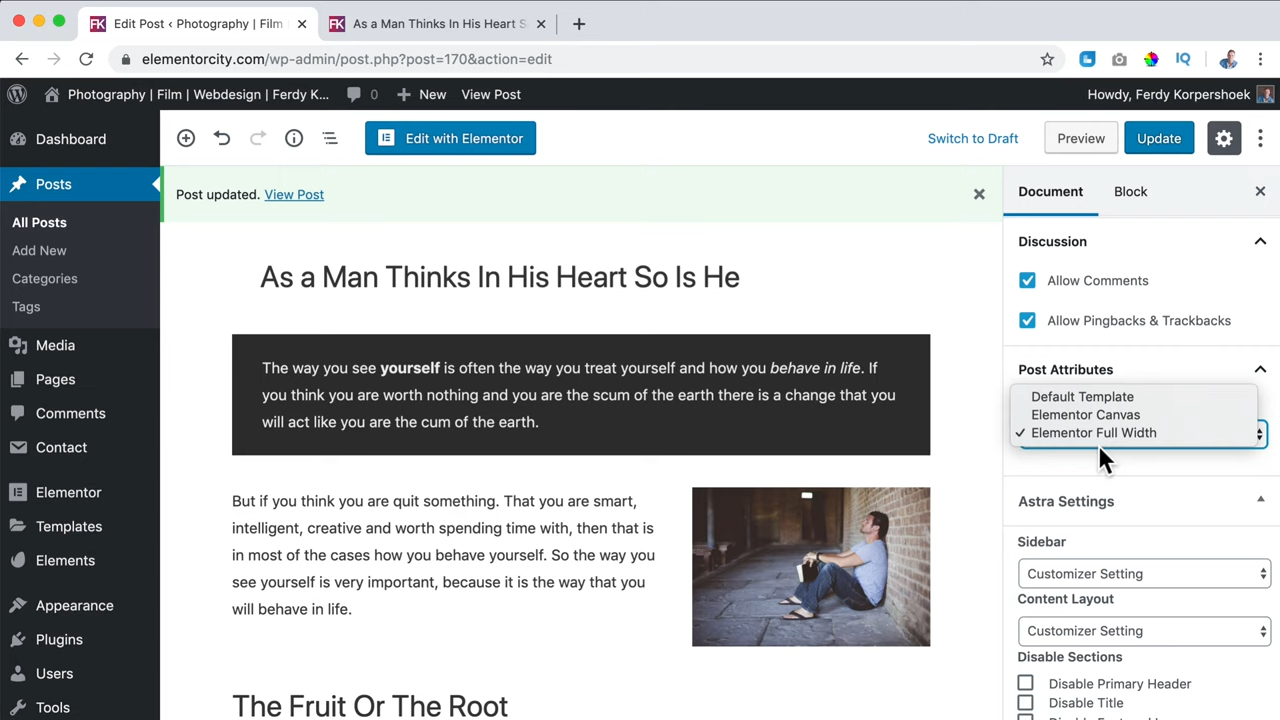 FK Edit Post ‹ Photography | Film
FK As a Man Thinks In His Heart S
elementorcity.com/wp-admin/post.php?post=170&action=edit
IQ
Photography | Film | Webdesign | Ferdy K... 0 New View Post Howdy, Ferdy Korpershoek
Dashboard
Posts
All Posts
Add New
Categories
Tags
Media
Pages
Comments
Contact
Elementor
Templates
Elements
Appearance
Plugins
Users
Tools
Edit with Elementor
Switch to Draft
Preview
Update
Post updated. View Post
As a Man Thinks In His Heart So Is He
The way you see yourself is often the way you treat yourself and how you behave in life. If
you think you are worth nothing and you are the scum of the earth there is a change that you
will act like you are the cum of the earth.
But if you think you are quit something. That you are smart,
intelligent, creative and worth spending time with, then that is
in most of the cases how you behave yourself. So the way you
see yourself is very important, because it is the way that you
will behave in life.
The Fruit Or The Root
Document Block
Discussion
Allow Comments
Allow Pingbacks & Trackbacks
Post Attributes
Default Template
Elementor Canvas
Elementor Full Width
Astra Settings
Sidebar
Customizer Setting
Content Layout
Customizer Setting
Disable Sections
Disable Primary Header
Disable Title